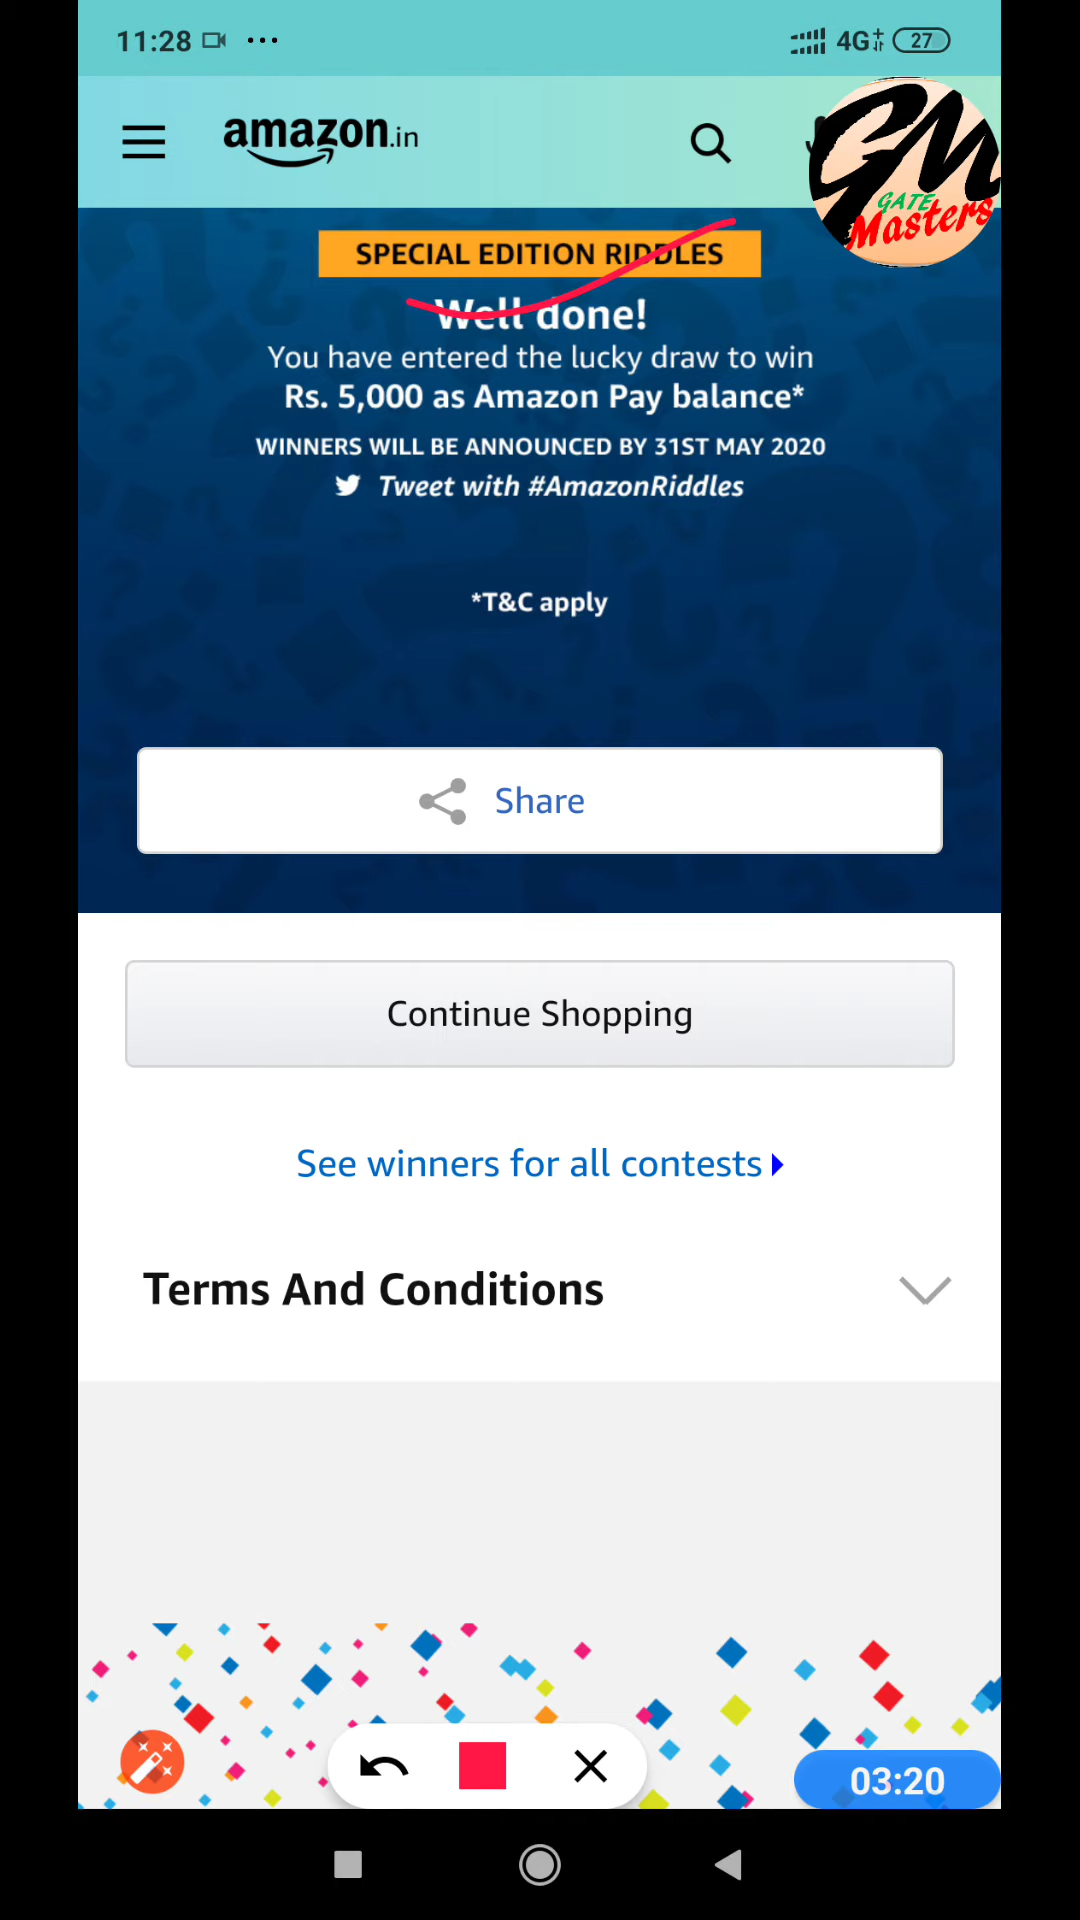 11:28
4G
27
amazon.in
GM
GATE
Masters
SPECIAL EDITION RIDDLES
Well done!
You have entered the lucky draw to win
Rs. 5,000 as Amazon Pay balance*
WINNERS WILL BE ANNOUNCED BY 31ST MAY 2020
Tweet with #AmazonRiddles
*T&C apply
Share
Continue Shopping
See winners for all contests
Terms And Conditions
03:20